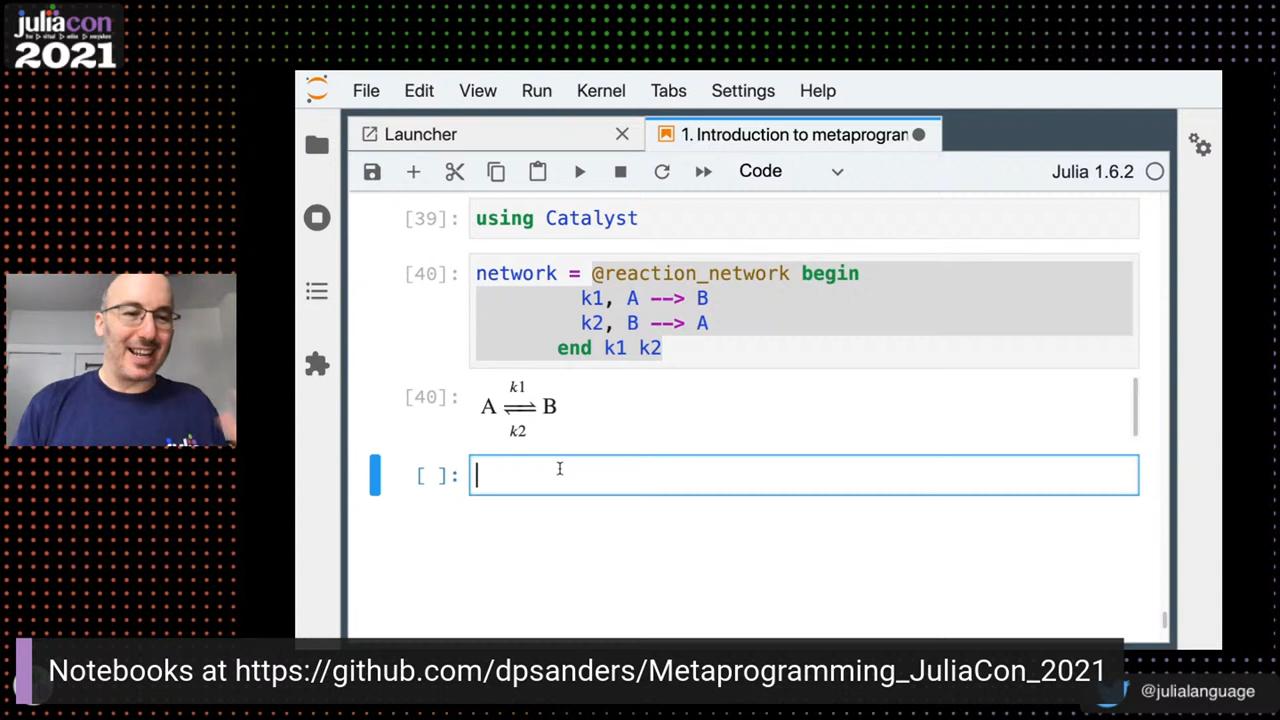 juliacon
2021
File Edit View Run Kernel Tabs Settings Help
Launcher
1. Introduction to metaprogran
Code
Julia 1.6.2
[39]: using Catalyst
[40]: network = @reaction_network begin
k1, A --> B
k2, B --> A
end k1 k2
[40]:
k1
A ⇌ B
k2
[ ]:
Notebooks at https://github.com/dpsanders/Metaprogramming_JuliaCon_2021
@julialanguage